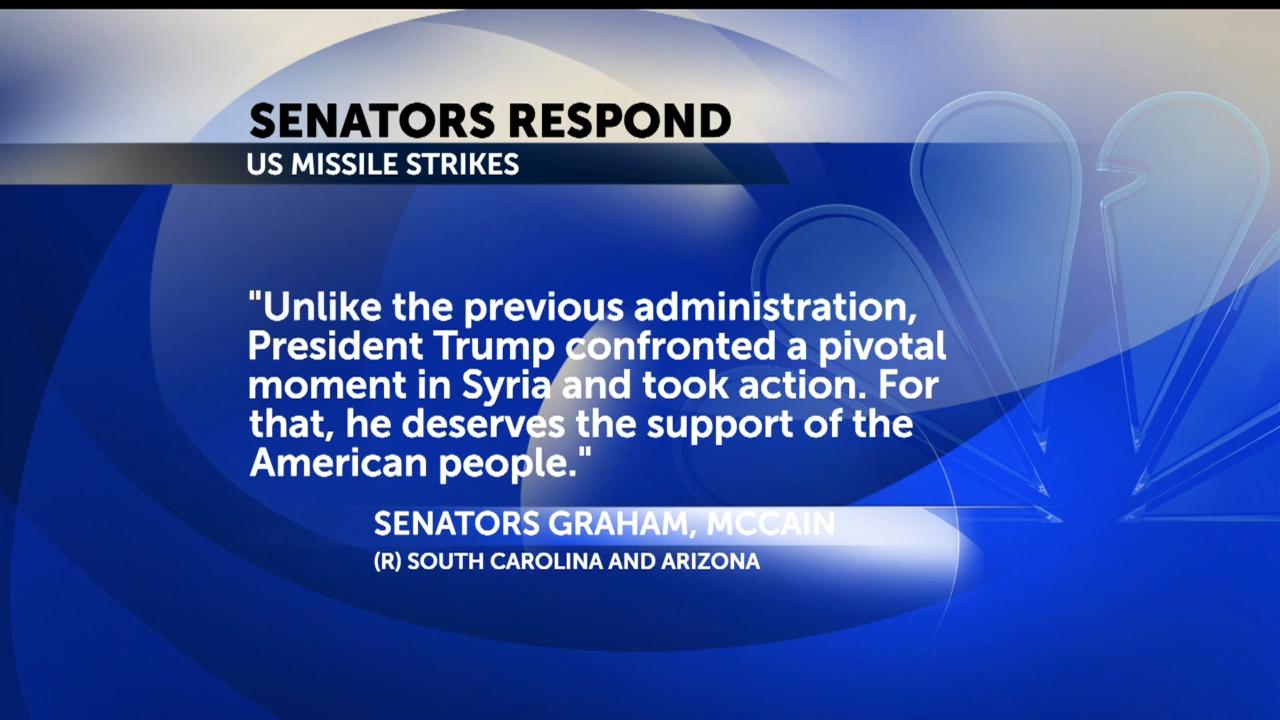 SENATORS RESPOND
US MISSILE STRIKES
"Unlike the previous administration,
President Trump confronted a pivotal
moment in Syria and took action. For
that, he deserves the support of the
American people."
SENATORS GRAHAM, MCCAIN
(R) SOUTH CAROLINA AND ARIZONA